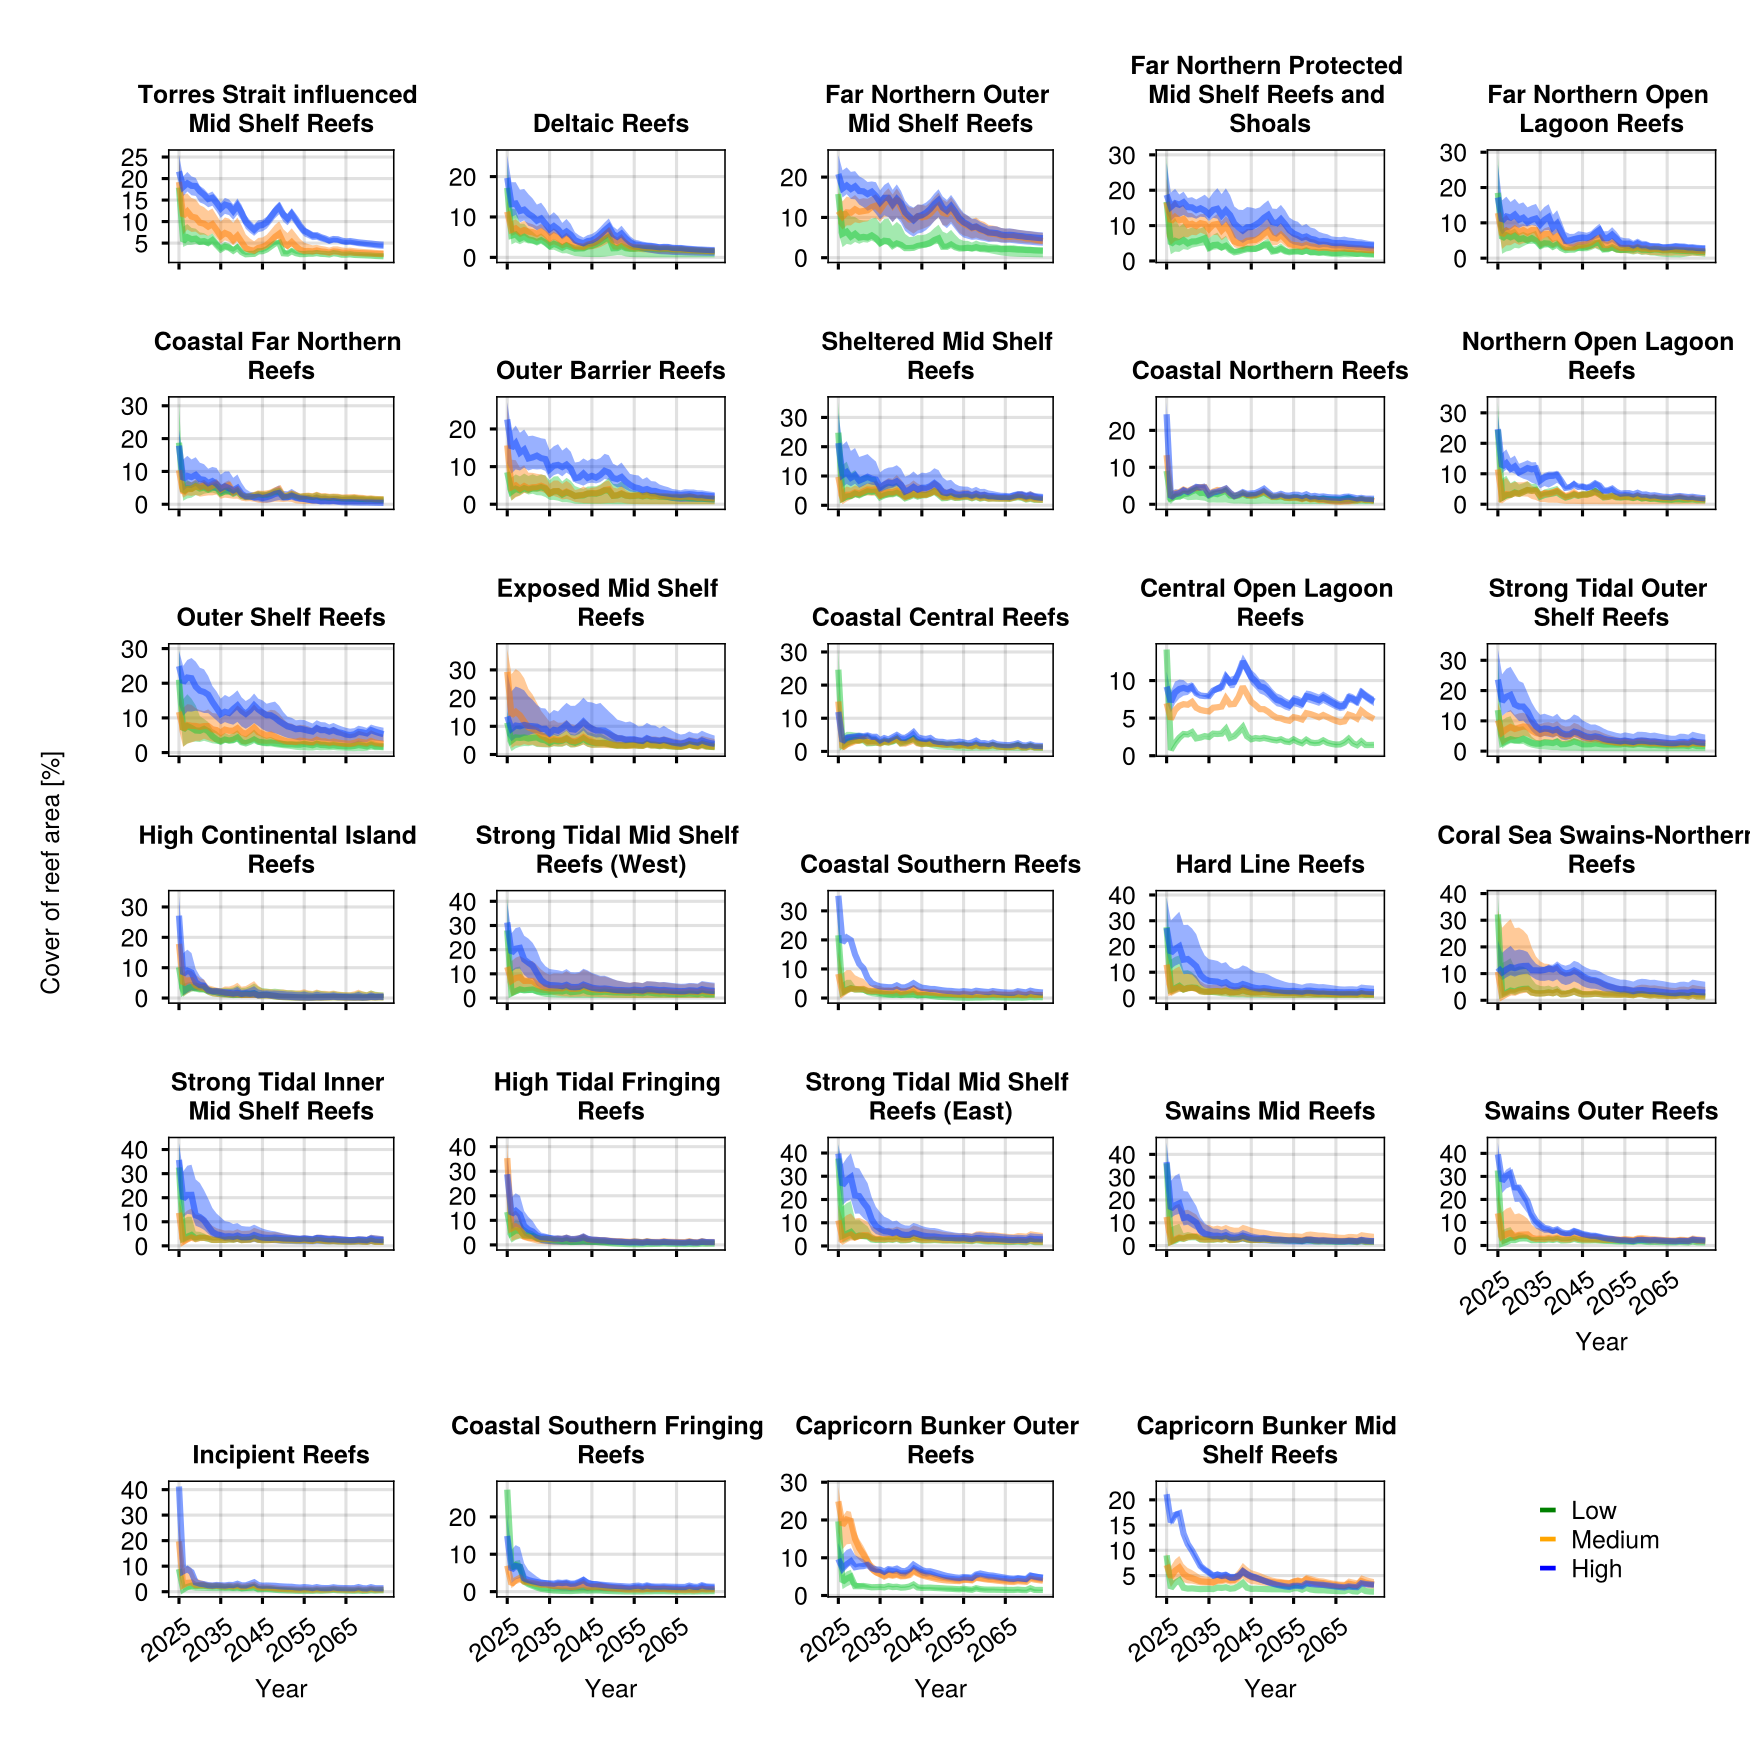 Far Northern Protected
Torres Strait influenced
Far Northern Outer
Mid Shelf Reefs and
Far Northern Open
Mid Shelf Reefs
Deltaic Reefs
Mid Shelf Reefs
Shoals
Lagoon Reefs
25
20
15
10
5
20
10
0
20
10
0
30
20
10
0
30
20
10
0
Coastal Far Northern
Reefs
Outer Barrier Reefs
Sheltered Mid Shelf
Reefs
Coastal Northern Reefs
Northern Open Lagoon
Reefs
30
20
10
0
20
10
0
30
20
10
0
20
10
0
30
20
10
0
Outer Shelf Reefs
Exposed Mid Shelf
Reefs
Coastal Central Reefs
Central Open Lagoon
Reefs
Strong Tidal Outer
Shelf Reefs
30
20
10
0
30
20
10
0
30
20
10
0
10
5
0
30
20
10
0
Cover of reef area [%]
High Continental Island
Reefs
Strong Tidal Mid Shelf
Reefs (West)
Coastal Southern Reefs
Hard Line Reefs
Coral Sea Swains-Northern
Reefs
30
20
10
0
40
30
20
10
0
30
20
10
0
40
30
20
10
0
40
30
20
10
0
Strong Tidal Inner
Mid Shelf Reefs
High Tidal Fringing
Reefs
Strong Tidal Mid Shelf
Reefs (East)
Swains Mid Reefs
Swains Outer Reefs
40
30
20
10
0
40
30
20
10
0
40
30
20
10
0
40
30
20
10
0
40
30
20
10
0
2025 2035 2045 2055 2065
Year
Incipient Reefs
Coastal Southern Fringing
Reefs
Capricorn Bunker Outer
Reefs
Capricorn Bunker Mid
Shelf Reefs
40
30
20
10
0
20
10
0
30
20
10
0
20
15
10
5
Low
Medium
High
2025 2035 2045 2055 2065
2025 2035 2045 2055 2065
2025 2035 2045 2055 2065
2025 2035 2045 2055 2065
Year
Year
Year
Year